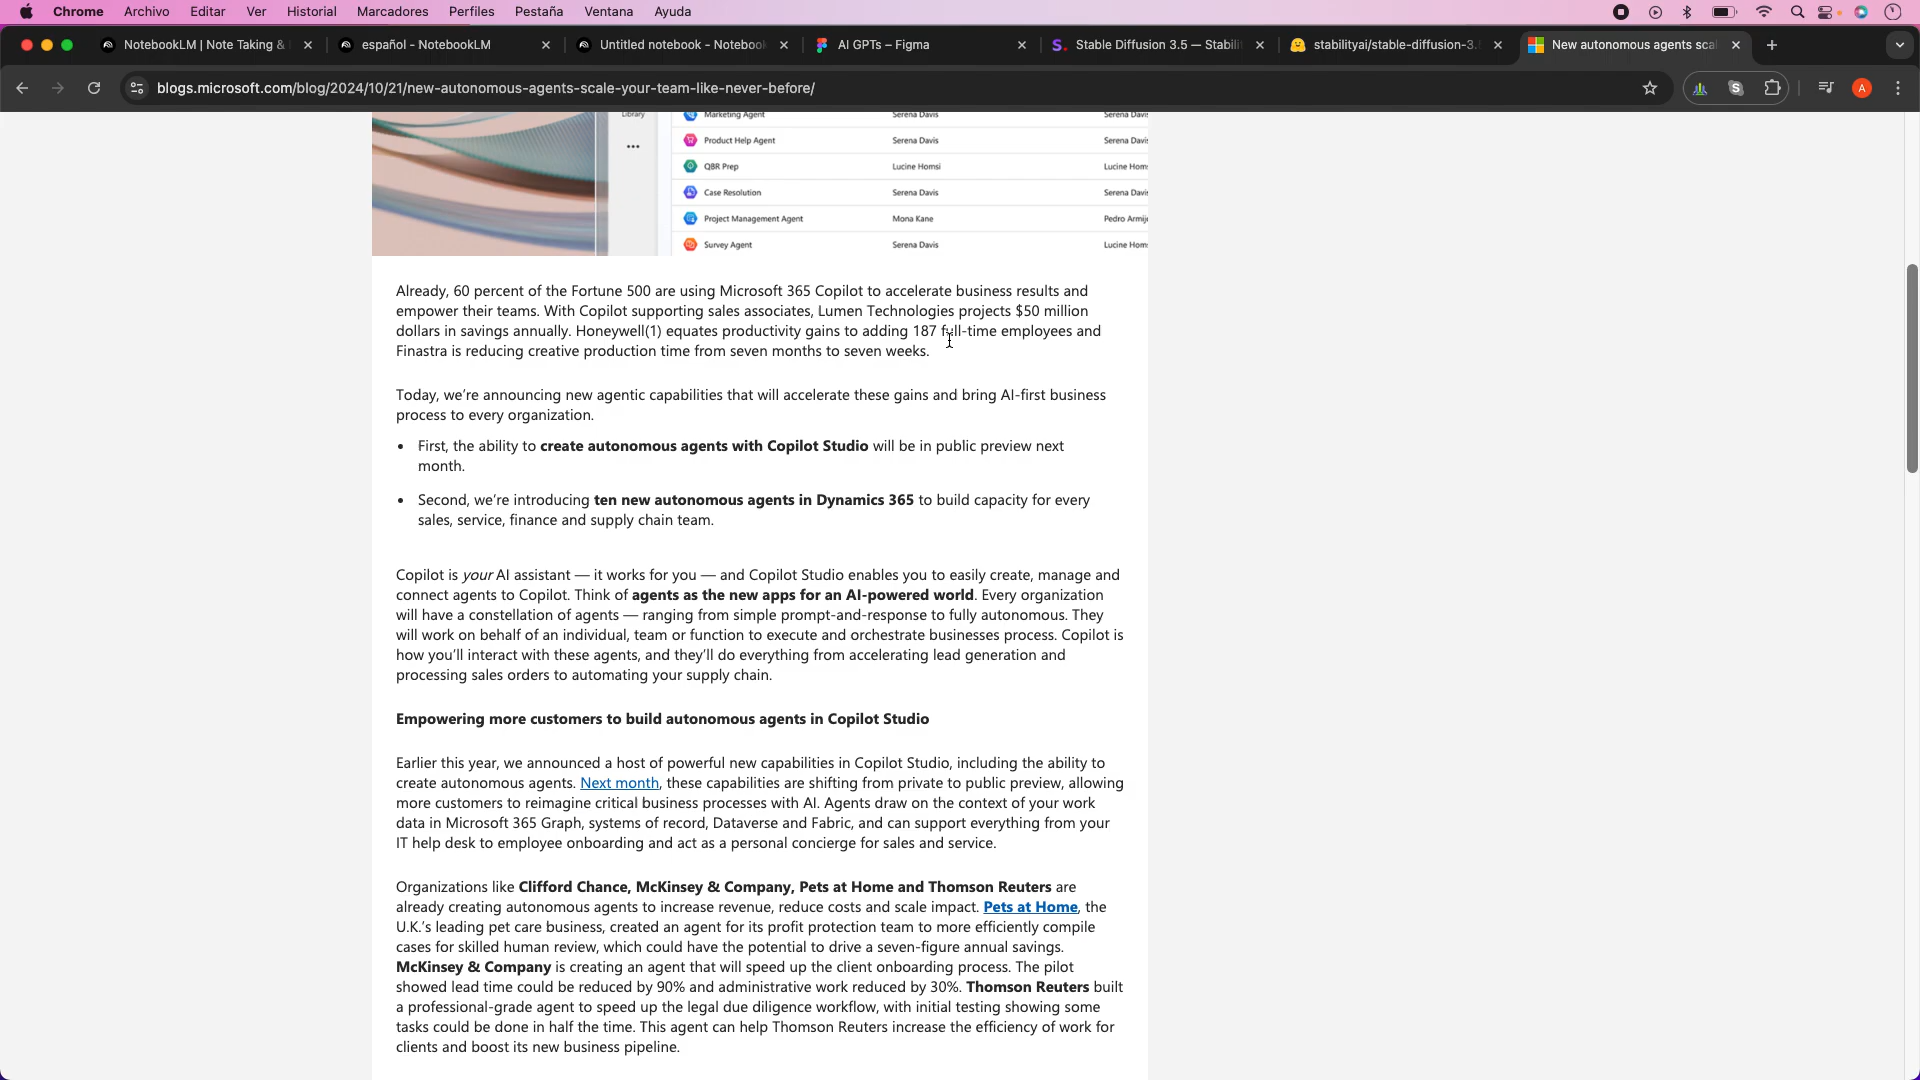 Chrome Archivo Editar Ver Historial Marcadores Perfiles Pestaña Ventana Ayuda
NotebookLM | Note Taking & español - NotebookLM Untitled notebook - Noteboo AI GPTs – Figma Stable Diffusion 3.5 — Stabili stabilityai/stable-diffusion-3. New autonomous agents sca
blogs.microsoft.com/blog/2024/10/21/new-autonomous-agents-scale-your-team-like-never-before/ S A
Library
Marketing Agent Serena Davis Serena Davis
Product Help Agent Serena Davis Serena Davis
QBR Prep Lucine Homsi Lucine Hom
Case Resolution Serena Davis Serena Davi
Project Management Agent Mona Kane Pedro Armij
Survey Agent Serena Davis Lucine Hom
Already, 60 percent of the Fortune 500 are using Microsoft 365 Copilot to accelerate business results and
empower their teams. With Copilot supporting sales associates, Lumen Technologies projects $50 million
dollars in savings annually. Honeywell(1) equates productivity gains to adding 187 full-time employees and
Finastra is reducing creative production time from seven months to seven weeks.
Today, we're announcing new agentic capabilities that will accelerate these gains and bring AI-first business
process to every organization.
• First, the ability to create autonomous agents with Copilot Studio will be in public preview next
month.
• Second, we're introducing ten new autonomous agents in Dynamics 365 to build capacity for every
sales, service, finance and supply chain team.
Copilot is your AI assistant — it works for you — and Copilot Studio enables you to easily create, manage and
connect agents to Copilot. Think of agents as the new apps for an AI-powered world. Every organization
will have a constellation of agents — ranging from simple prompt-and-response to fully autonomous. They
will work on behalf of an individual, team or function to execute and orchestrate businesses process. Copilot is
how you'll interact with these agents, and they'll do everything from accelerating lead generation and
processing sales orders to automating your supply chain.
Empowering more customers to build autonomous agents in Copilot Studio
Earlier this year, we announced a host of powerful new capabilities in Copilot Studio, including the ability to
create autonomous agents. Next month, these capabilities are shifting from private to public preview, allowing
more customers to reimagine critical business processes with AI. Agents draw on the context of your work
data in Microsoft 365 Graph, systems of record, Dataverse and Fabric, and can support everything from your
IT help desk to employee onboarding and act as a personal concierge for sales and service.
Organizations like Clifford Chance, McKinsey & Company, Pets at Home and Thomson Reuters are
already creating autonomous agents to increase revenue, reduce costs and scale impact. Pets at Home, the
U.K.'s leading pet care business, created an agent for its profit protection team to more efficiently compile
cases for skilled human review, which could have the potential to drive a seven-figure annual savings.
McKinsey & Company is creating an agent that will speed up the client onboarding process. The pilot
showed lead time could be reduced by 90% and administrative work reduced by 30%. Thomson Reuters built
a professional-grade agent to speed up the legal due diligence workflow, with initial testing showing some
tasks could be done in half the time. This agent can help Thomson Reuters increase the efficiency of work for
clients and boost its new business pipeline.